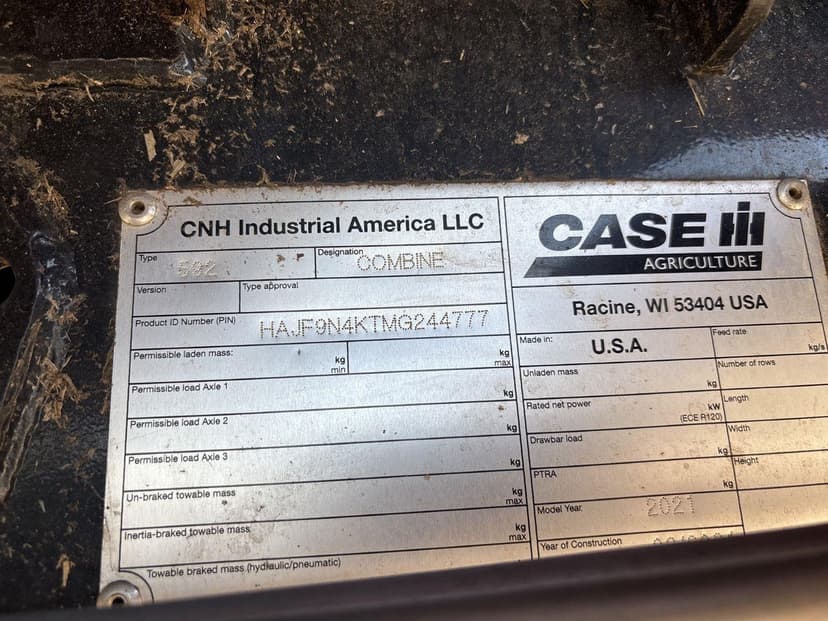 CNH Industrial America LLC
Type
Designation COMBINE
Version
Type approval
Product ID Number (PIN) HAJF9N4KTMG244777
Permissible laden mass: kg min kg max
Permissible load Axle 1 kg
Permissible load Axle 2 kg
Permissible load Axle 3 kg
Un-braked towable mass kg max
Inertia-braked towable mass kg max
Towable braked mass (hydraulic/pneumatic)
CASE IH
AGRICULTURE
Racine, WI 53404 USA
Made in: U.S.A.
Feed rate kg/s
Unladen mass kg
Number of rows
Rated net power kW (ECE R120)
Length
Drawbar load kg
Width
PTRA kg
Height
Model Year 2021
Year of Construction